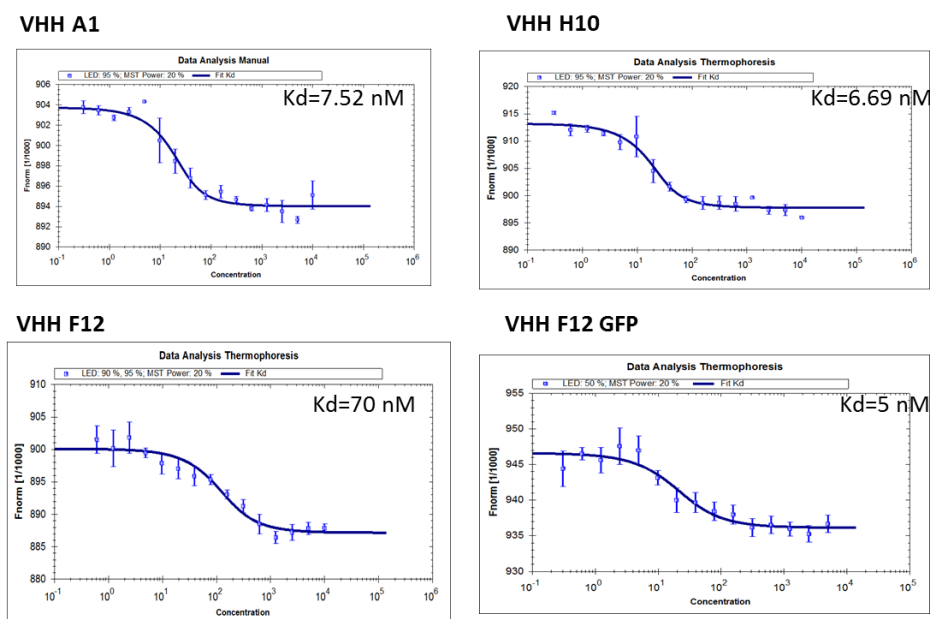 VHH A1
Data Analysis Manual
LED: 95 %; MST Power: 20 % Fit Kd
Kd=7.52 nM
Fnorm [1/1000]
906
904
902
900
898
896
894
892
890
10-1 100 101 102 103 104 105 106
Concentration
VHH H10
Data Analysis Thermophoresis
LED: 95 %; MST Power: 20 % Fit Kd
Kd=6.69 nM
Fnorm [1/1000]
920
915
910
905
900
895
890
10-1 100 101 102 103 104 105 106
Concentration
VHH F12
Data Analysis Thermophoresis
LED: 90 %, 95 %; MST Power: 20 % Fit Kd
Kd=70 nM
Fnorm [1/1000]
910
905
900
895
890
885
880
10-1 100 101 102 103 104 105 106
Concentration
VHH F12 GFP
Data Analysis Thermophoresis
LED: 50 %; MST Power: 20 % Fit Kd
Kd=5 nM
Fnorm [1/1000]
955
950
945
940
935
930
10-1 100 101 102 103 104 105
Concentration